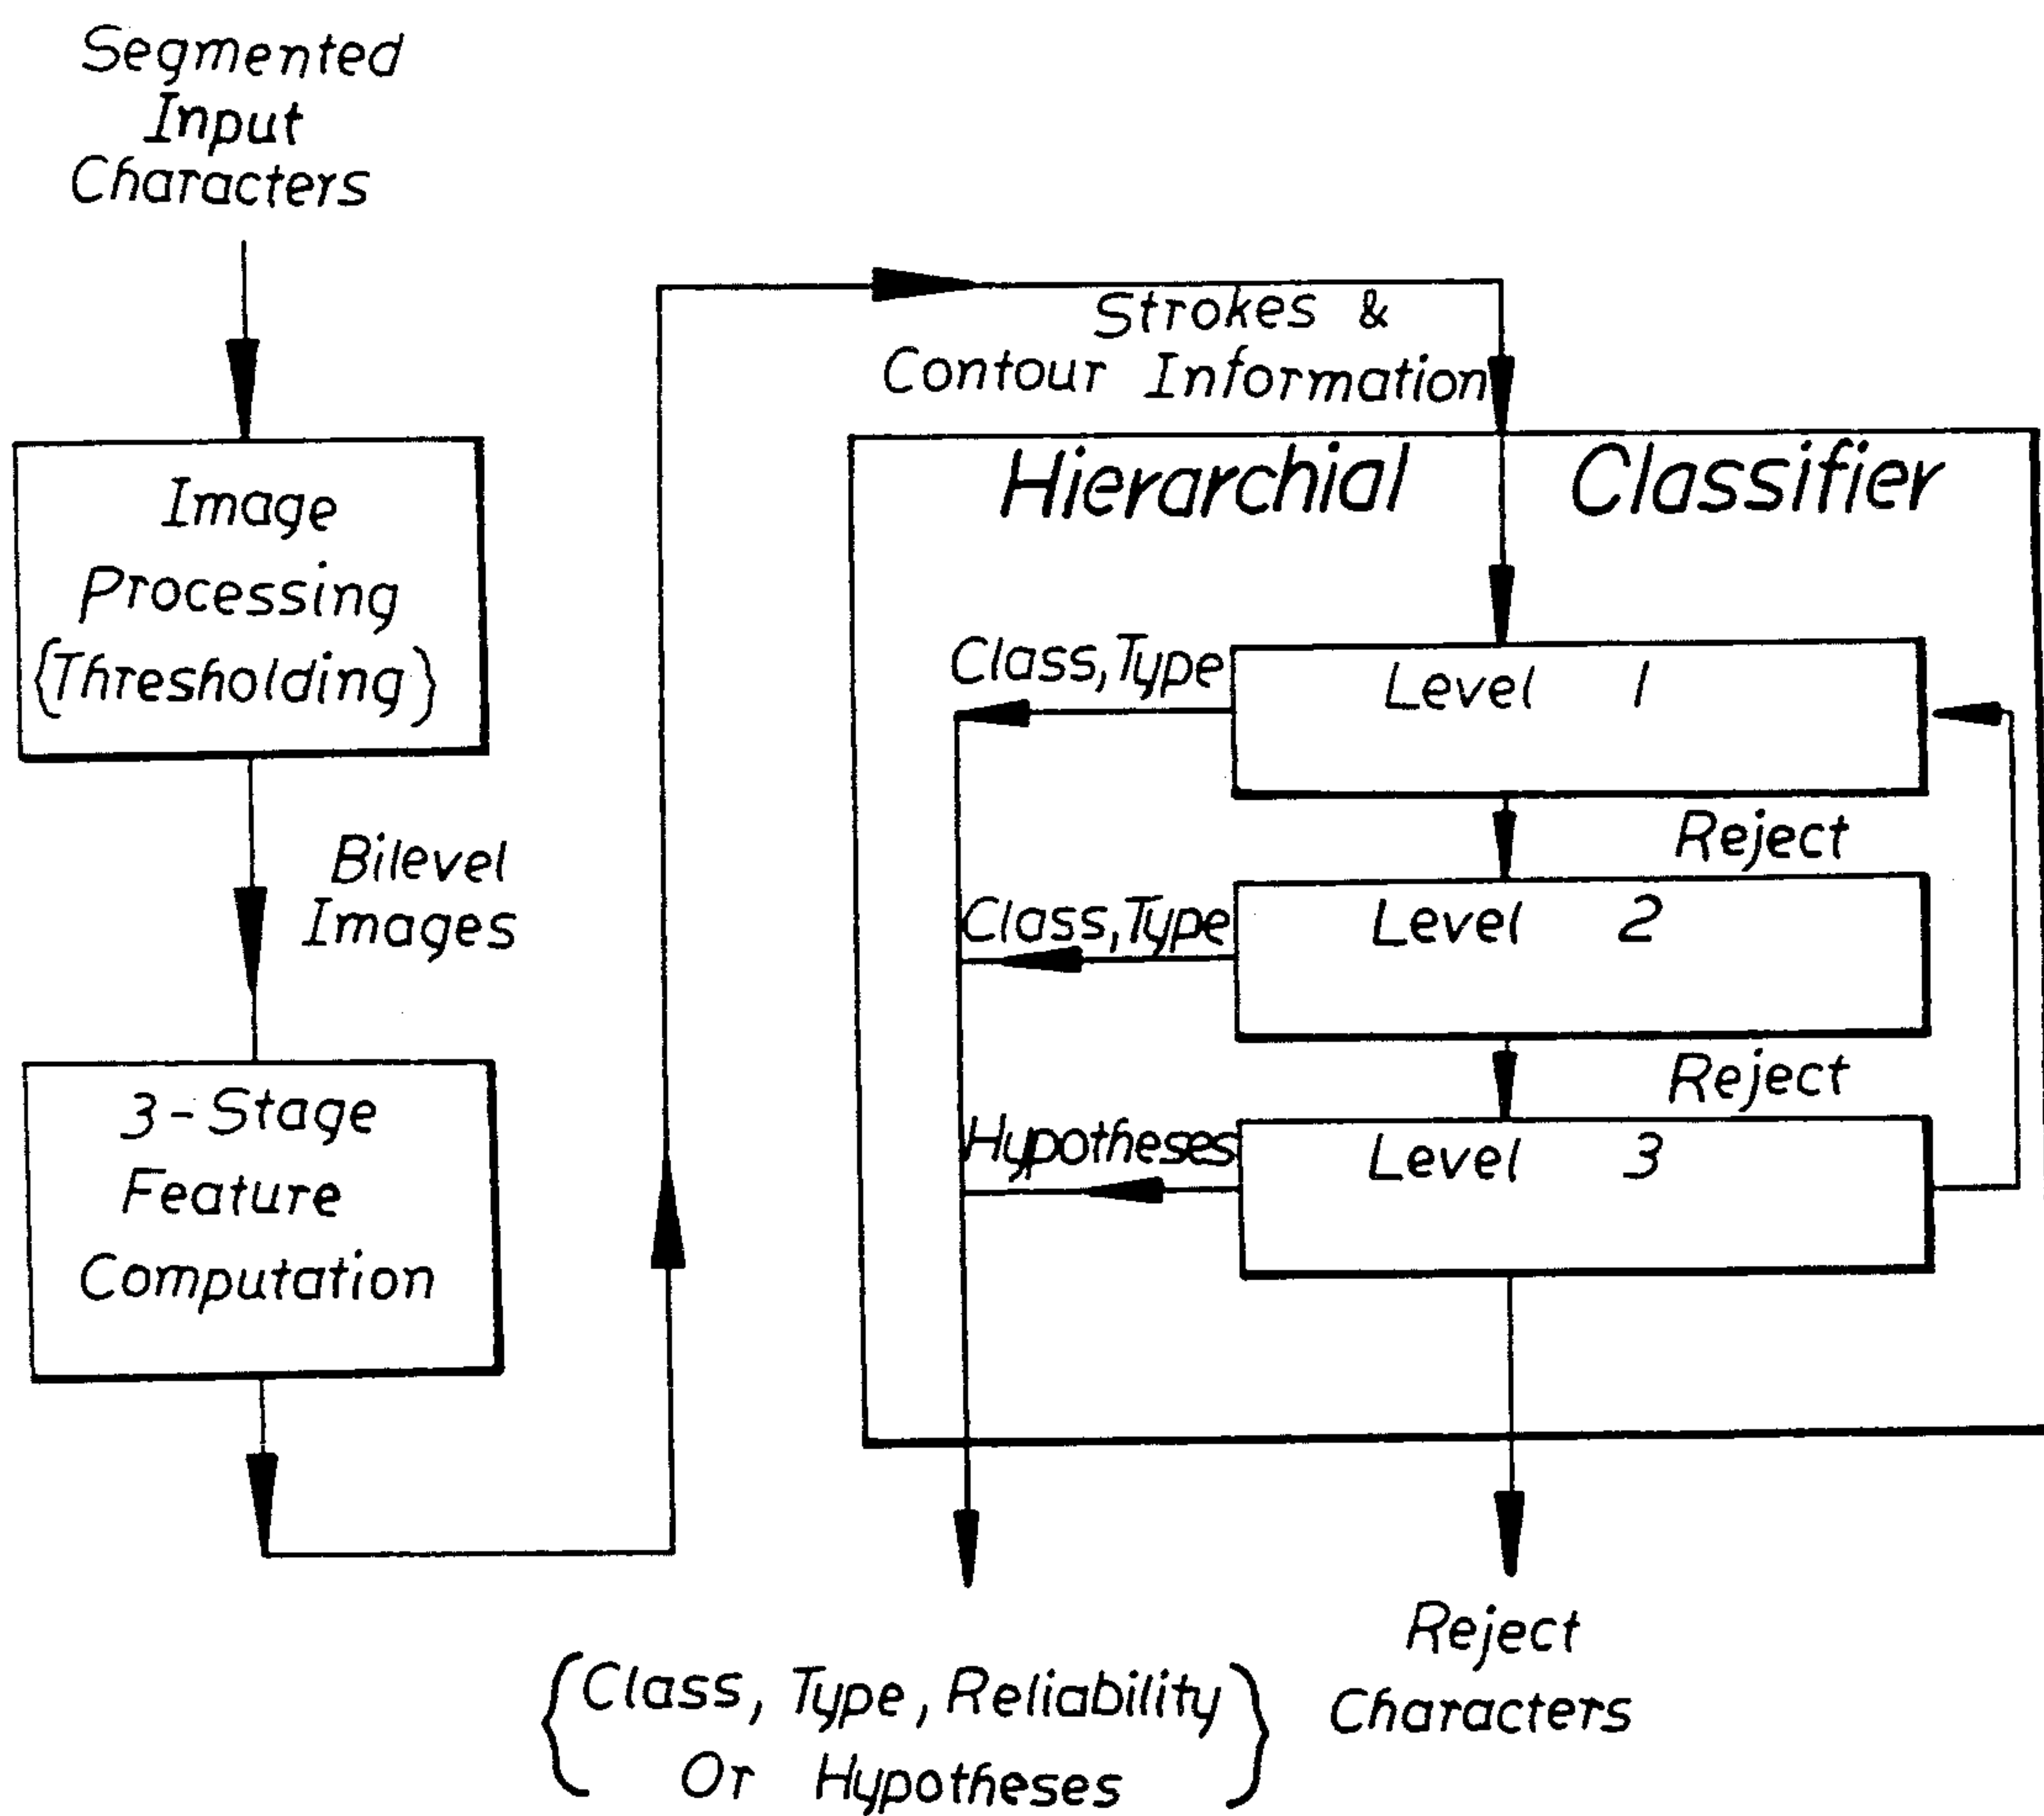 Segmented
Input
Characters
Image
Processing
{Thresholding}
Bilevel
Images
3-Stage
Feature
Computation
Strokes &
Contour Information
Hierarchial Classifier
Class,Type
Level 1
Reject
Class,Type
Level 2
Reject
Hypotheses
Level 3
{Class, Type, Reliability
Or Hypotheses}
Reject
Characters